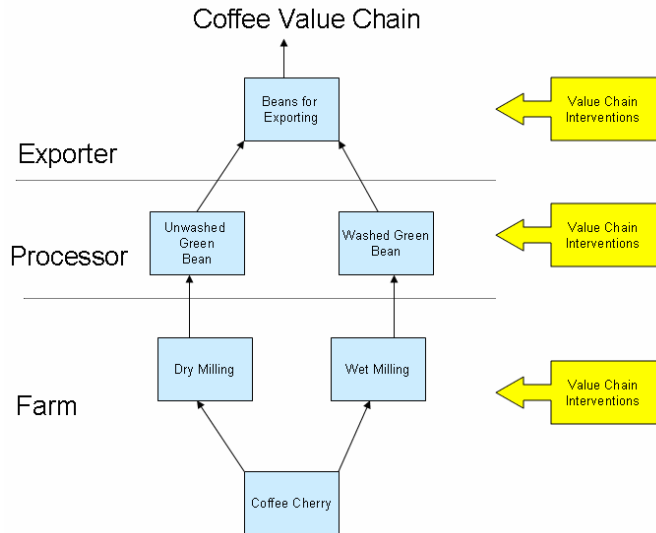 Coffee Value Chain
Beans for
Exporting
Value Chain
Interventions
Exporter
Unwashed
Green
Bean
Washed Green
Bean
Value Chain
Interventions
Processor
Dry Milling
Wet Milling
Value Chain
Interventions
Farm
Coffee Cherry